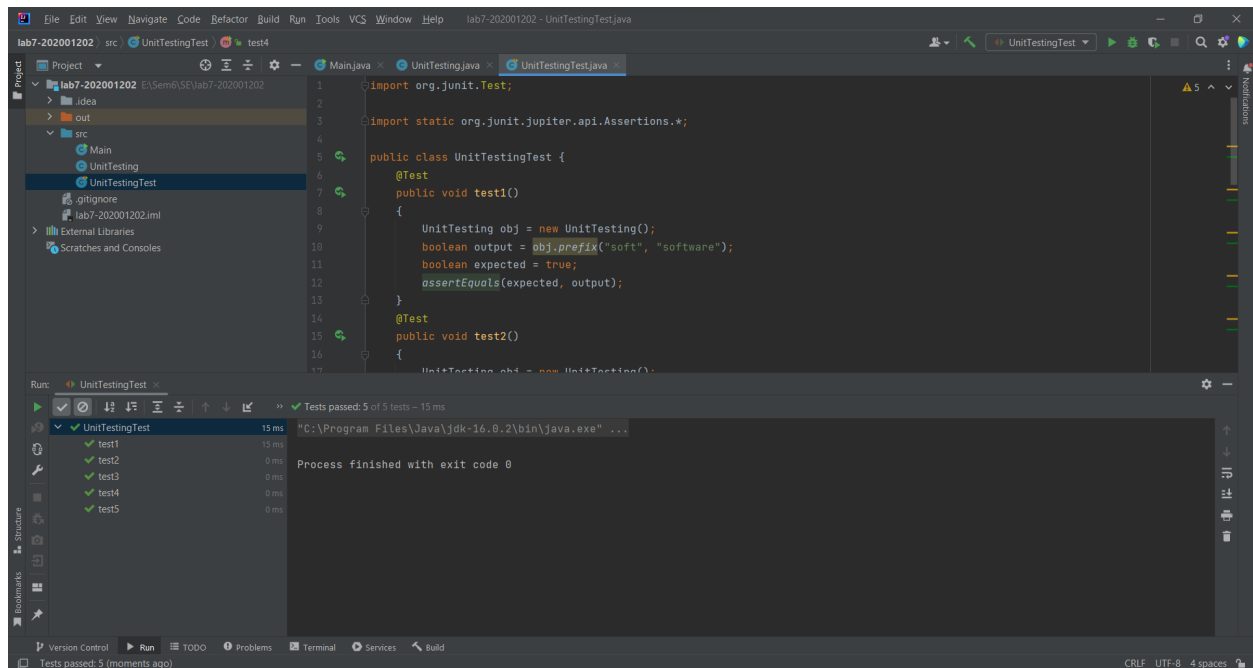 File Edit View Navigate Code Refactor Build Run Tools VCS Window Help lab7-202001202 - UnitTestingTest.java
lab7-202001202 src UnitTestingTest test4 UnitTestingTest
Project
Project
Main.java UnitTesting.java UnitTestingTest.java
Notifications
lab7-202001202 E:\Sem6\SE\lab7-202001202
.idea
out
src
Main
UnitTesting
UnitTestingTest
.gitignore
lab7-202001202.iml
External Libraries
Scratches and Consoles
5
1 import org.junit.Test;
2
3 import static org.junit.jupiter.api.Assertions.*;
4
5 public class UnitTestingTest {
6 @Test
7 public void test1()
8 {
9 UnitTesting obj = new UnitTesting();
10 boolean output = obj.prefix("soft", "software");
11 boolean expected = true;
12 assertEquals(expected, output);
13 }
14 @Test
15 public void test2()
16 {
17 UnitTesting obj = new UnitTesting();
Run: UnitTestingTest
Tests passed: 5 of 5 tests – 15 ms
UnitTestingTest 15 ms
test1 15 ms
test2 0 ms
test3 0 ms
test4 0 ms
test5 0 ms
"C:\Program Files\Java\jdk-16.0.2\bin\java.exe" ...
Process finished with exit code 0
Structure
Bookmarks
Version Control Run TODO Problems Terminal Services Build
Tests passed: 5 (moments ago) CRLF UTF-8 4 spaces